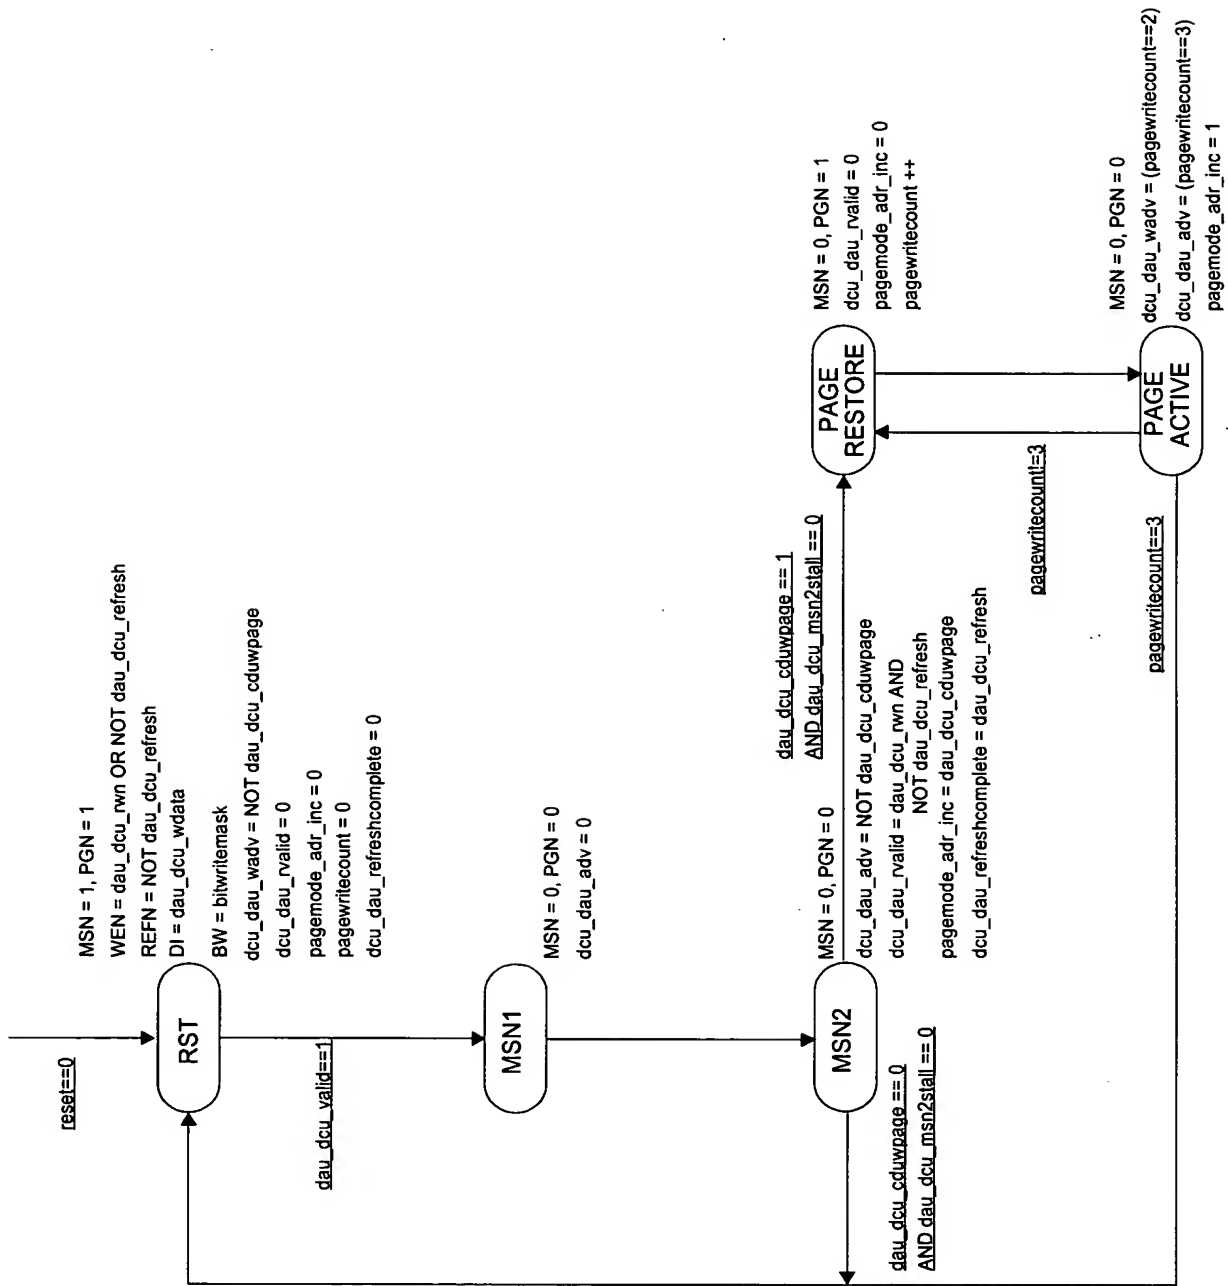 reset==0
RST
MSN = 1, PGN = 1
WEN = dau_dcu_rwn OR NOT dau_dcu_refresh
REFN = NOT dau_dcu_refresh
DI = dau_dcu_wdata
BW = bitwritemask
dcu_dau_wadv = NOT dau_dcu_cduwpage
dcu_dau_rvalid = 0
pagemode_adr_inc = 0
pagewritecount = 0
dcu_dau_refreshcomplete = 0
dau_dcu_valid==1
MSN1
MSN = 0, PGN = 0
dcu_dau_adv = 0
MSN2
MSN = 0, PGN = 0
dcu_dau_adv = NOT dau_dcu_cduwpage
dcu_dau_rvalid = dau_dcu_rwn AND
NOT dau_dcu_refresh
pagemode_adr_inc = dau_dcu_cduwpage
dcu_dau_refreshcomplete = dau_dcu_refresh
dau_dcu_cduwpage == 0
AND dau_dcu_msn2stall == 0
dau_dcu_cduwpage == 1
AND dau_dcu_msn2stall == 0
PAGE
RESTORE
MSN = 0, PGN = 1
dcu_dau_rvalid = 0
pagemode_adr_inc = 0
pagewritecount ++
pagewritecount!=3
pagewritecount==3
PAGE
ACTIVE
MSN = 0, PGN = 0
dcu_dau_wadv = (pagewritecount==2)
dcu_dau_adv = (pagewritecount==3)
pagemode_adr_inc = 1